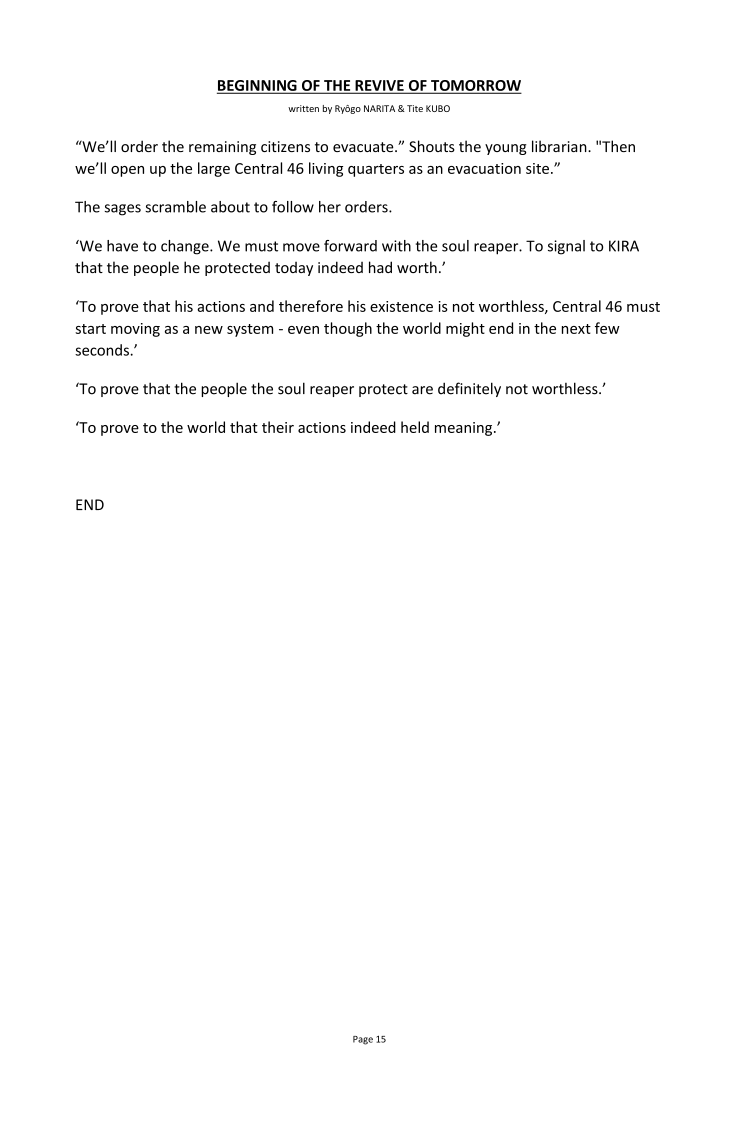 BEGINNING OF THE REVIVE OF TOMORROW
written by Ryōgo NARITA & Tite KUBO
“We’ll order the remaining citizens to evacuate.” Shouts the young librarian. "Then
we’ll open up the large Central 46 living quarters as an evacuation site.”
The sages scramble about to follow her orders.
‘We have to change. We must move forward with the soul reaper. To signal to KIRA
that the people he protected today indeed had worth.’
‘To prove that his actions and therefore his existence is not worthless, Central 46 must
start moving as a new system - even though the world might end in the next few
seconds.’
‘To prove that the people the soul reaper protect are definitely not worthless.’
‘To prove to the world that their actions indeed held meaning.’
END
Page 15